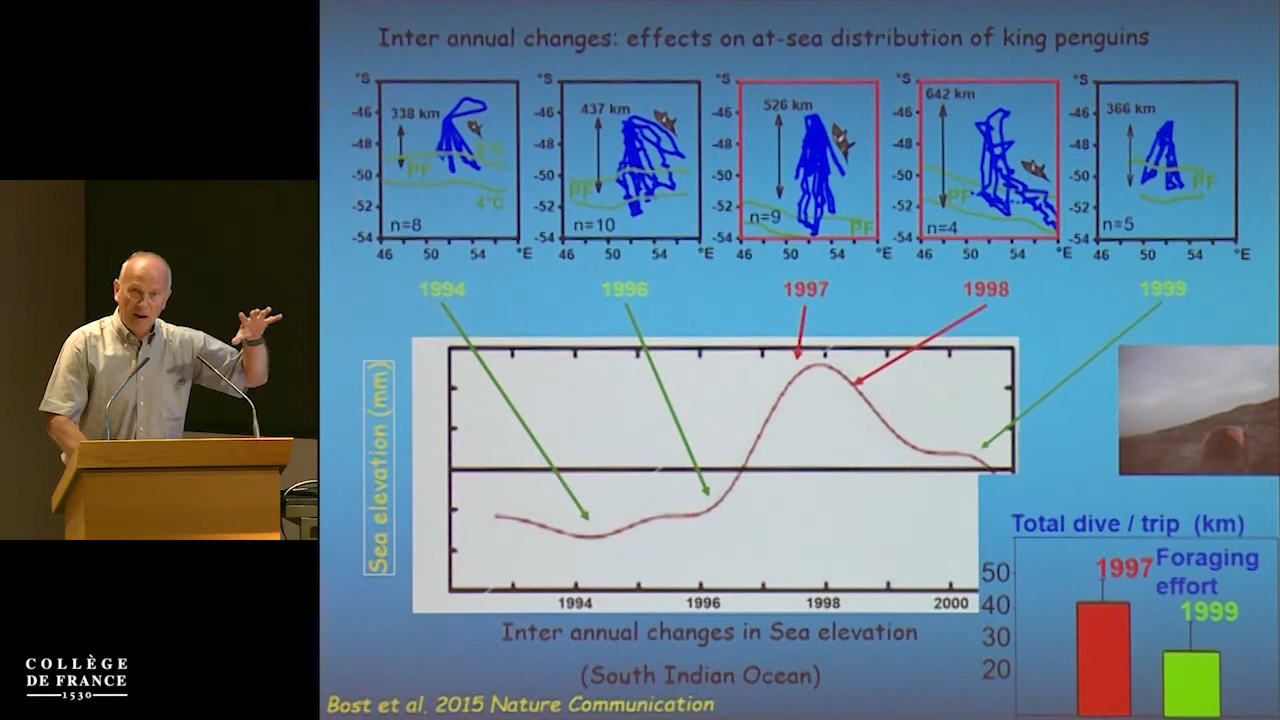 Inter annual changes: effects on at-sea distribution of king penguins
°S °S °S °S °S
-46 -46 -46 -46 -46
338 km 437 km 526 km 642 km 366 km
-48 -48 -48 -48 -48
5°C
-50 -50 -50 -50 -50
PF PF PF PF PF
4°C
-52 -52 -52 -52 -52
n=8 n=10 n=9 n=4 n=5
-54 -54 -54 -54 -54
46 50 54 °E 46 50 54 °E 46 50 54 °E 46 50 54 °E 46 50 54 °E
1994 1996 1997 1998 1999
Sea elevation (mm)
1994 1996 1998 2000
Inter annual changes in Sea elevation
(South Indian Ocean)
Total dive / trip (km)
1997 Foraging
effort
1999
50
40
30
20
Bost et al. 2015 Nature Communication
COLLÈGE
DE FRANCE
1530